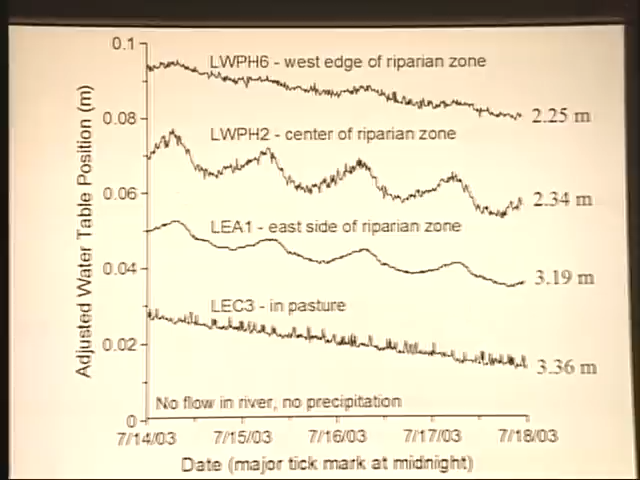 0.1
LWPH6 - west edge of riparian zone
2.25 m
0.08
LWPH2 - center of riparian zone
2.34 m
0.06
LEA1 - east side of riparian zone
3.19 m
0.04
LEC3 - in pasture
3.36 m
0.02
No flow in river, no precipitation
0
Adjusted Water Table Position (m)
7/14/03 7/15/03 7/16/03 7/17/03 7/18/03
Date (major tick mark at midnight)